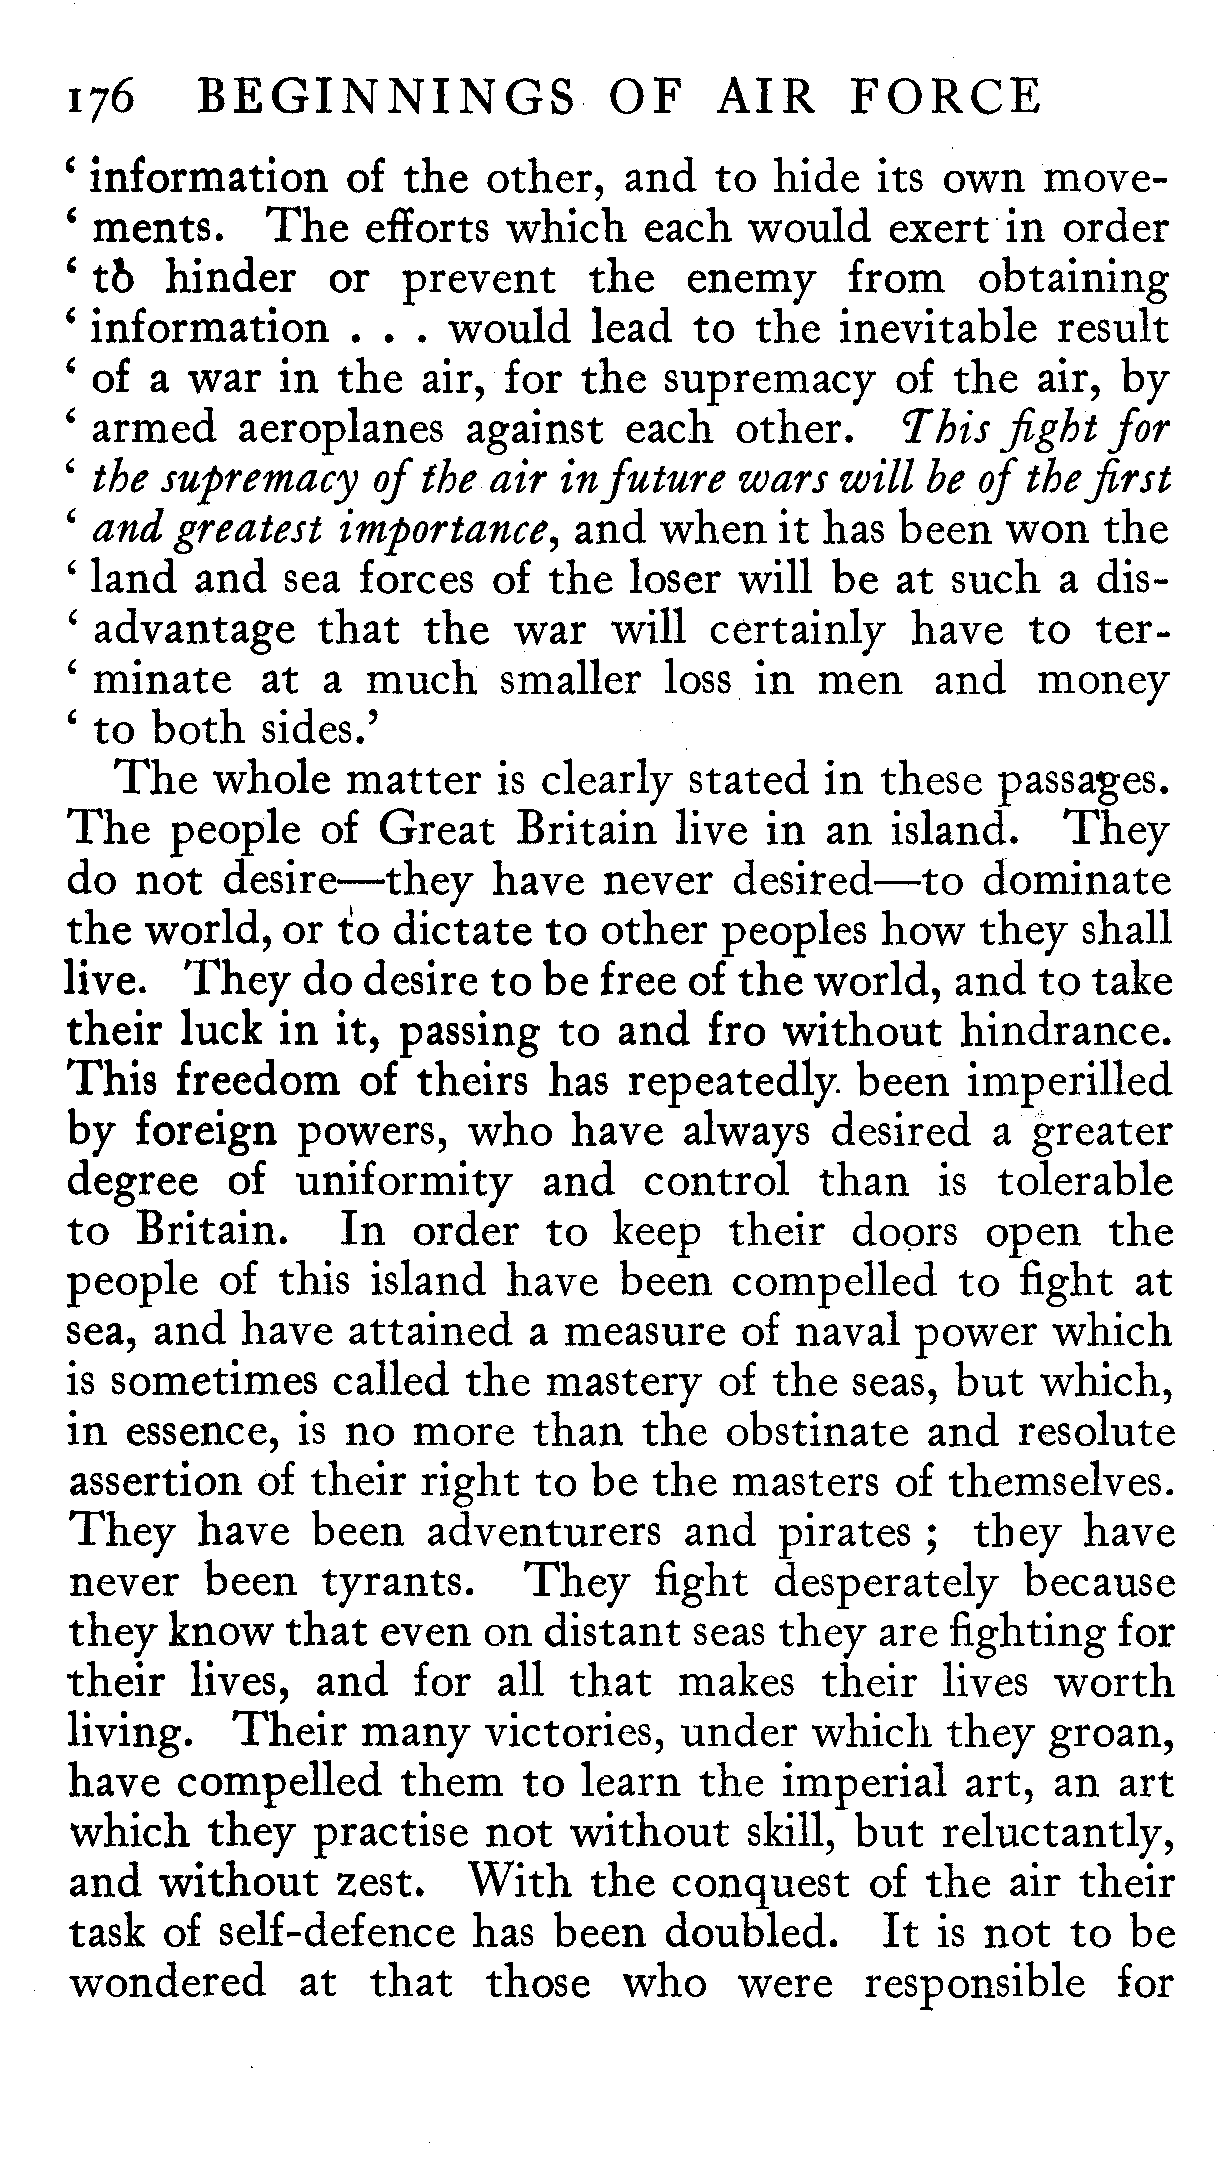 176 BEGINNINGS OF AIR FORCE
‘ information of the other, and to hide its own move-
‘ ments. The efforts which each would exert in order
‘ to hinder or prevent the enemy from obtaining
‘ information . . . would lead to the inevitable result
‘ of a war in the air, for the supremacy of the air, by
‘ armed aeroplanes against each other. This fight for
‘ the supremacy of the air in future wars will be of the first
‘ and greatest importance, and when it has been won the
‘ land and sea forces of the loser will be at such a dis-
‘ advantage that the war will certainly have to ter-
‘ minate at a much smaller loss in men and money
‘ to both sides.’
The whole matter is clearly stated in these passages.
The people of Great Britain live in an island. They
do not desire—they have never desired—to dominate
the world, or to dictate to other peoples how they shall
live. They do desire to be free of the world, and to take
their luck in it, passing to and fro without hindrance.
This freedom of theirs has repeatedly been imperilled
by foreign powers, who have always desired a greater
degree of uniformity and control than is tolerable
to Britain. In order to keep their doors open the
people of this island have been compelled to fight at
sea, and have attained a measure of naval power which
is sometimes called the mastery of the seas, but which,
in essence, is no more than the obstinate and resolute
assertion of their right to be the masters of themselves.
They have been adventurers and pirates ; they have
never been tyrants. They fight desperately because
they know that even on distant seas they are fighting for
their lives, and for all that makes their lives worth
living. Their many victories, under which they groan,
have compelled them to learn the imperial art, an art
which they practise not without skill, but reluctantly,
and without zest. With the conquest of the air their
task of self-defence has been doubled. It is not to be
wondered at that those who were responsible for